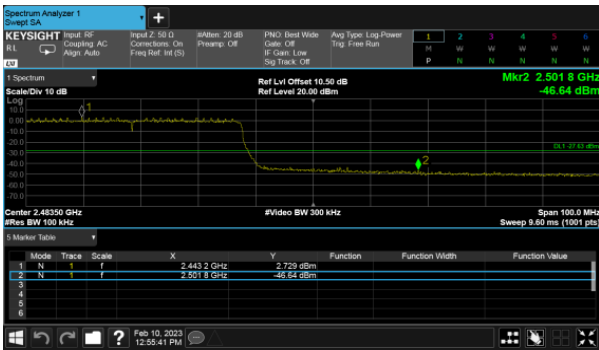 Spectrum Analyzer 1
Swept SA
KEYSIGHT Input: RF Input Z: 50 Ω #Atten: 20 dB PNO: Best Wide Avg Type: Log-Power 1 2 3 4 5 6
RL Coupling: AC Corrections: On Preamp: Off Gate: Off Trig: Free Run M W W W W W
Align: Auto Freq Ref: Int (S) IF Gain: Low P N N N N N
LW Sig Track: Off
1 Spectrum Ref Lvl Offset 10.50 dB Mkr2 2.501 8 GHz
Scale/Div 10 dB Ref Level 20.00 dBm -46.64 dBm
Log
10.0 1
0.00
-10.0
-20.0 DL1 -27.63 dBm
-30.0 2
-40.0
-50.0
-60.0
-70.0
Center 2.48350 GHz #Video BW 300 kHz Span 100.0 MHz
#Res BW 100 kHz Sweep 9.60 ms (1001 pts)
5 Marker Table
Mode Trace Scale X Y Function Function Width Function Value
1 N 1 f 2.443 2 GHz 2.729 dBm
2 N 1 f 2.501 8 GHz -46.64 dBm
3
4
5
6
? Feb 10, 2023
12:55:41 PM